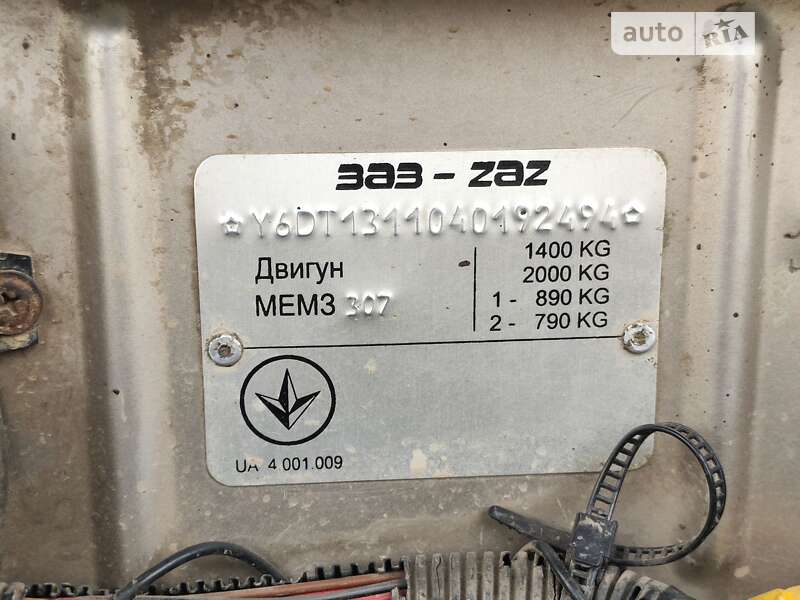 auto RIA
ЗАЗ - ZAZ
Y6DT1311040192494
Двигун
МЕМЗ 307
1400 KG
2000 KG
1 - 890 KG
2 - 790 KG
UA 4 001.009